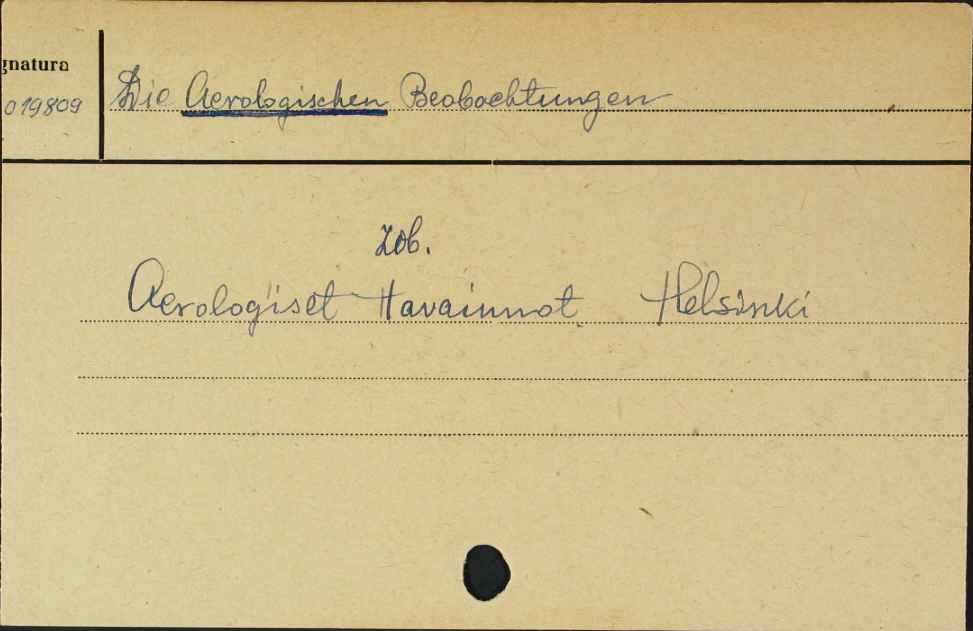 gnatura
019809
Die Aerologischen Beobachtungen
zob.
Aerologiset Havainnot Helsinki